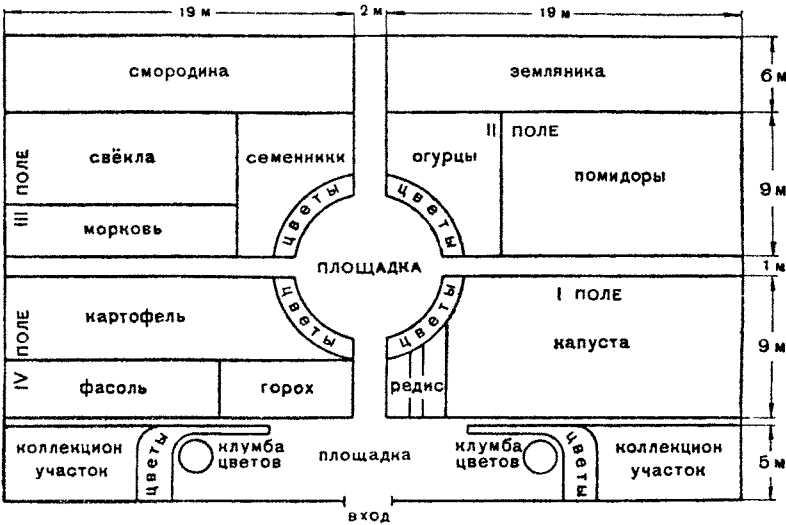 19 м 2 м 19 м
смородина
земляника
6 м
III ПОЛЕ
свёкла
семенники
морковь
цветы
огурцы
II ПОЛЕ
помидоры
цветы
9 м
ПЛОЩАДКА
1 м
IV ПОЛЕ
картофель
цветы
фасоль
горох
цветы
I ПОЛЕ
капуста
редис
9 м
коллекцион
участок
цветы
клумба
цветов
площадка
клумба
цветов
цветы
коллекцион
участок
5 м
вход